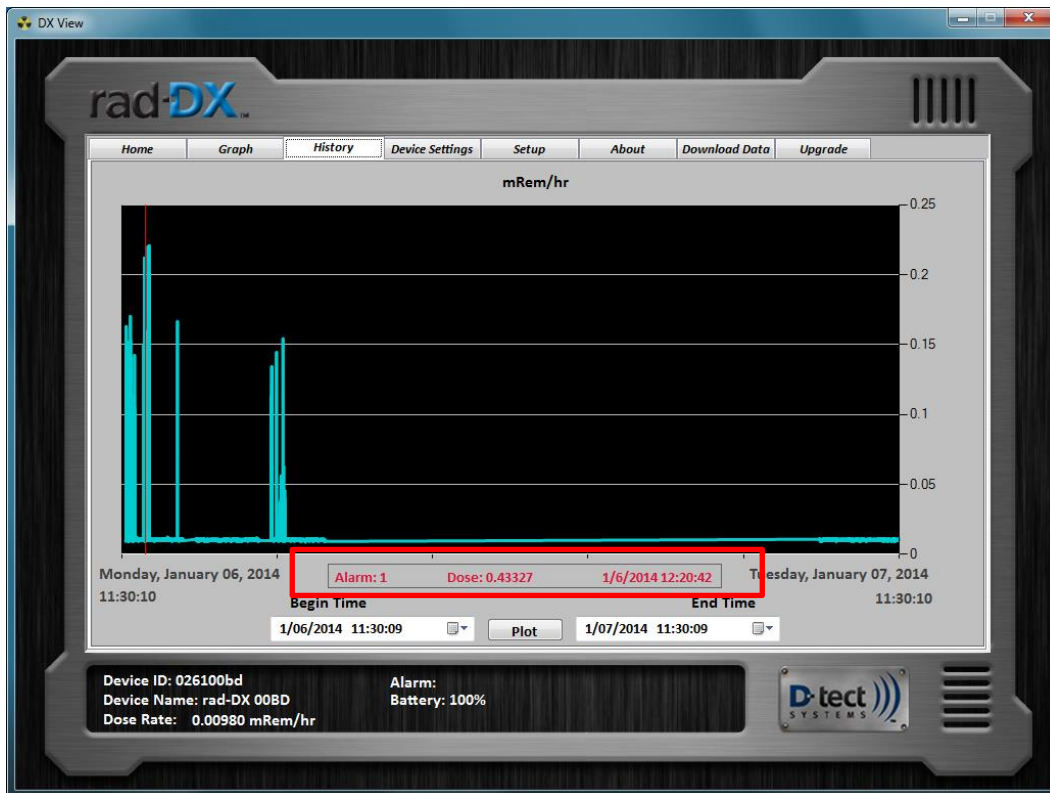 DX View
rad-DX™
Home Graph History Device Settings Setup About Download Data Upgrade
mRem/hr
0.25
0.2
0.15
0.1
0.05
0
Monday, January 06, 2014 Tuesday, January 07, 2014
Alarm: 1 Dose: 0.43327 1/6/2014 12:20:42
11:30:10 11:30:10
Begin Time End Time
1/06/2014 11:30:09 Plot 1/07/2014 11:30:09
Device ID: 026100bd Alarm:
Device Name: rad-DX 00BD Battery: 100%
Dose Rate: 0.00980 mRem/hr
D-tect
SYSTEMS